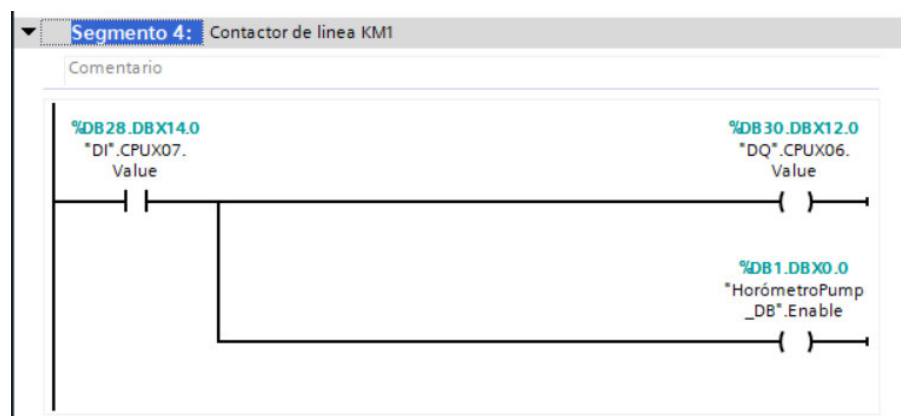 Segmento 4: Contactor de linea KM1
Comentario
%DB28.DBX14.0
"DI".CPUX07.
Value
%DB30.DBX12.0
"DQ".CPUX06.
Value
%DB1.DBX0.0
"HorómetroPump
_DB".Enable